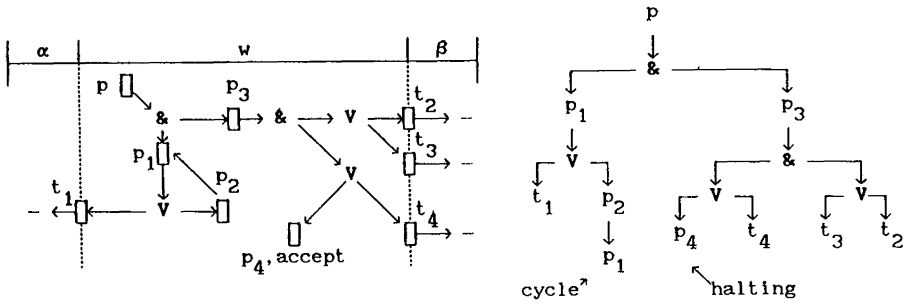 α w β
p p₃ t₂
& & V –
p₁ p₂ t₃
V –
t₁ t₄
– V –
p₄, accept
p
&
p₁ p₃
V &
t₁ p₂ V V
p₁ p₄ t₄ t₃ t₂
cycle halting